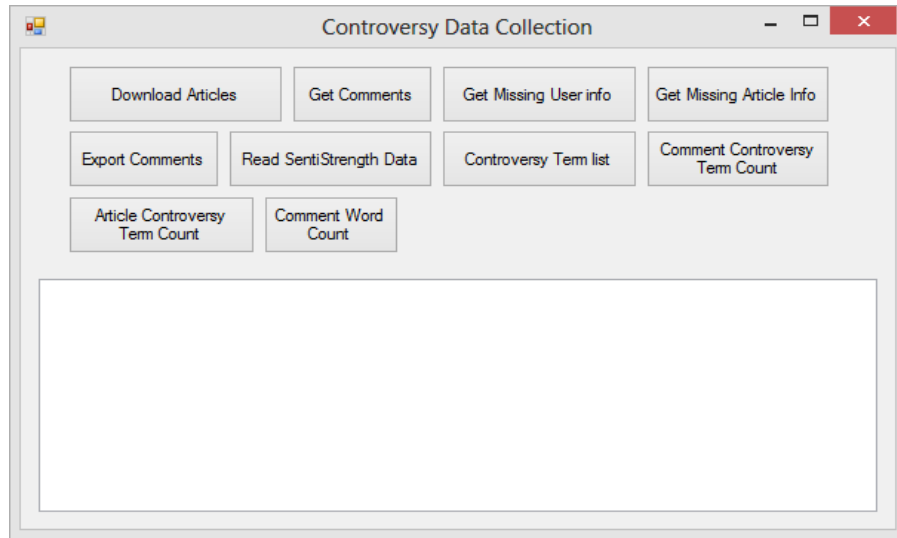 Controversy Data Collection
Download Articles
Get Comments
Get Missing User info
Get Missing Article Info
Export Comments
Read SentiStrength Data
Controversy Term list
Comment Controversy
Term Count
Article Controversy
Term Count
Comment Word
Count